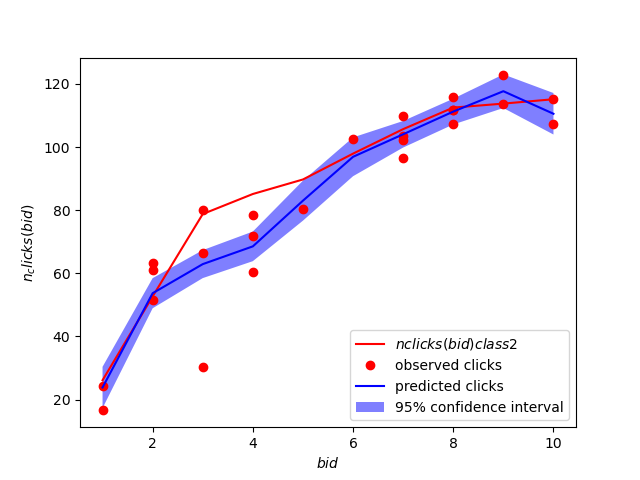 120
100
80
60
40
20
n_clicks(bid)
nclicks(bid)class2
observed clicks
predicted clicks
95% confidence interval
2
4
6
8
10
bid